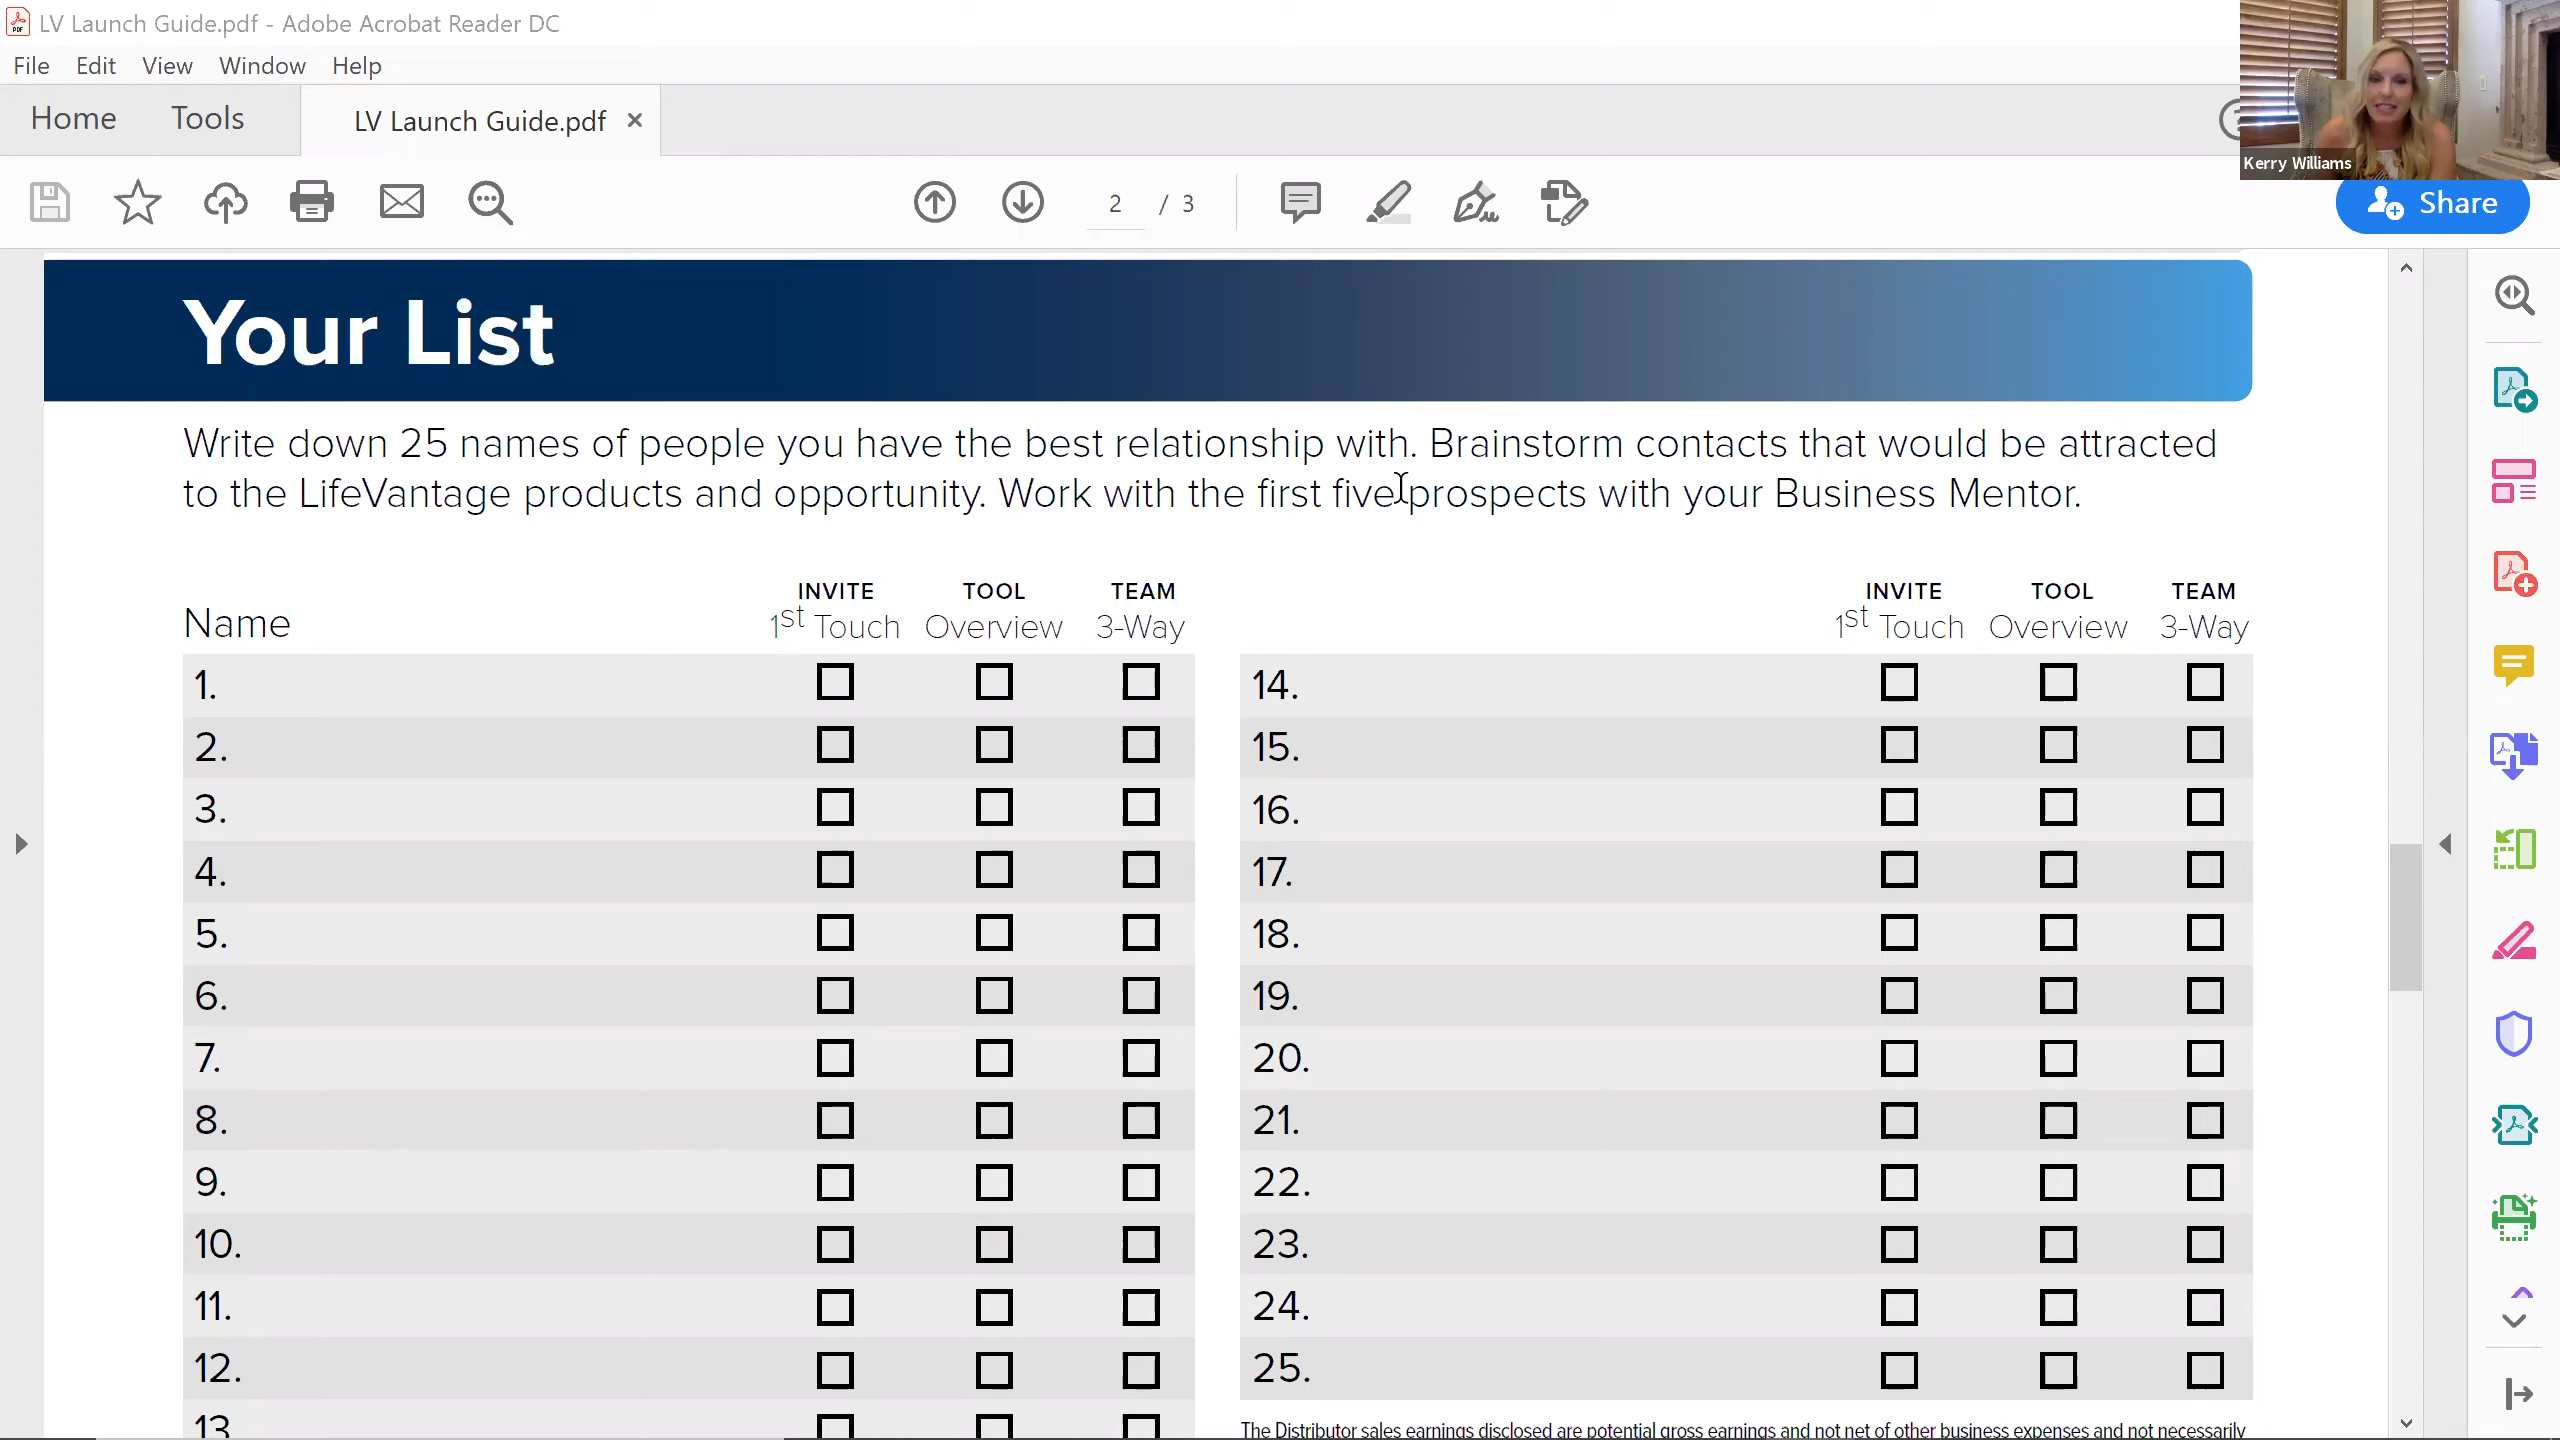 LV Launch Guide.pdf - Adobe Acrobat Reader DC
File Edit View Window Help
Home Tools LV Launch Guide.pdf ×
2 / 3
Kerry Williams
Share
Your List
Write down 25 names of people you have the best relationship with. Brainstorm contacts that would be attracted
to the LifeVantage products and opportunity. Work with the first five prospects with your Business Mentor.
Name
INVITE TOOL TEAM
1st Touch Overview 3-Way
1.
2.
3.
4.
5.
6.
7.
8.
9.
10.
11.
12.
13
INVITE TOOL TEAM
1st Touch Overview 3-Way
14.
15.
16.
17.
18.
19.
20.
21.
22.
23.
24.
25.
The Distributor sales earnings disclosed are potential gross earnings and not net of other business expenses and not necessarily